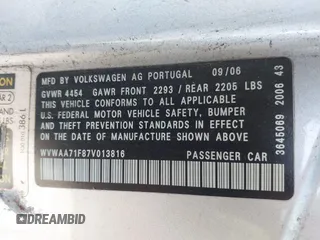 MFD. BY VOLKSWAGEN AG PORTUGAL 09/06
GVWR 4454 GAWR FRONT 2293 / REAR 2205 LBS
THIS VEHICLE CONFORMS TO ALL APPLICABLE
U.S. FEDERAL MOTOR VEHICLE SAFETY, BUMPER,
AND THEFT PREVENTION STANDARDS IN EFFECT
ON THE DATE OF MANUFACTURE SHOWN ABOVE
WVWAA71F87V013816 PASSENGER CAR
3645069 2006 43
DREAMBID